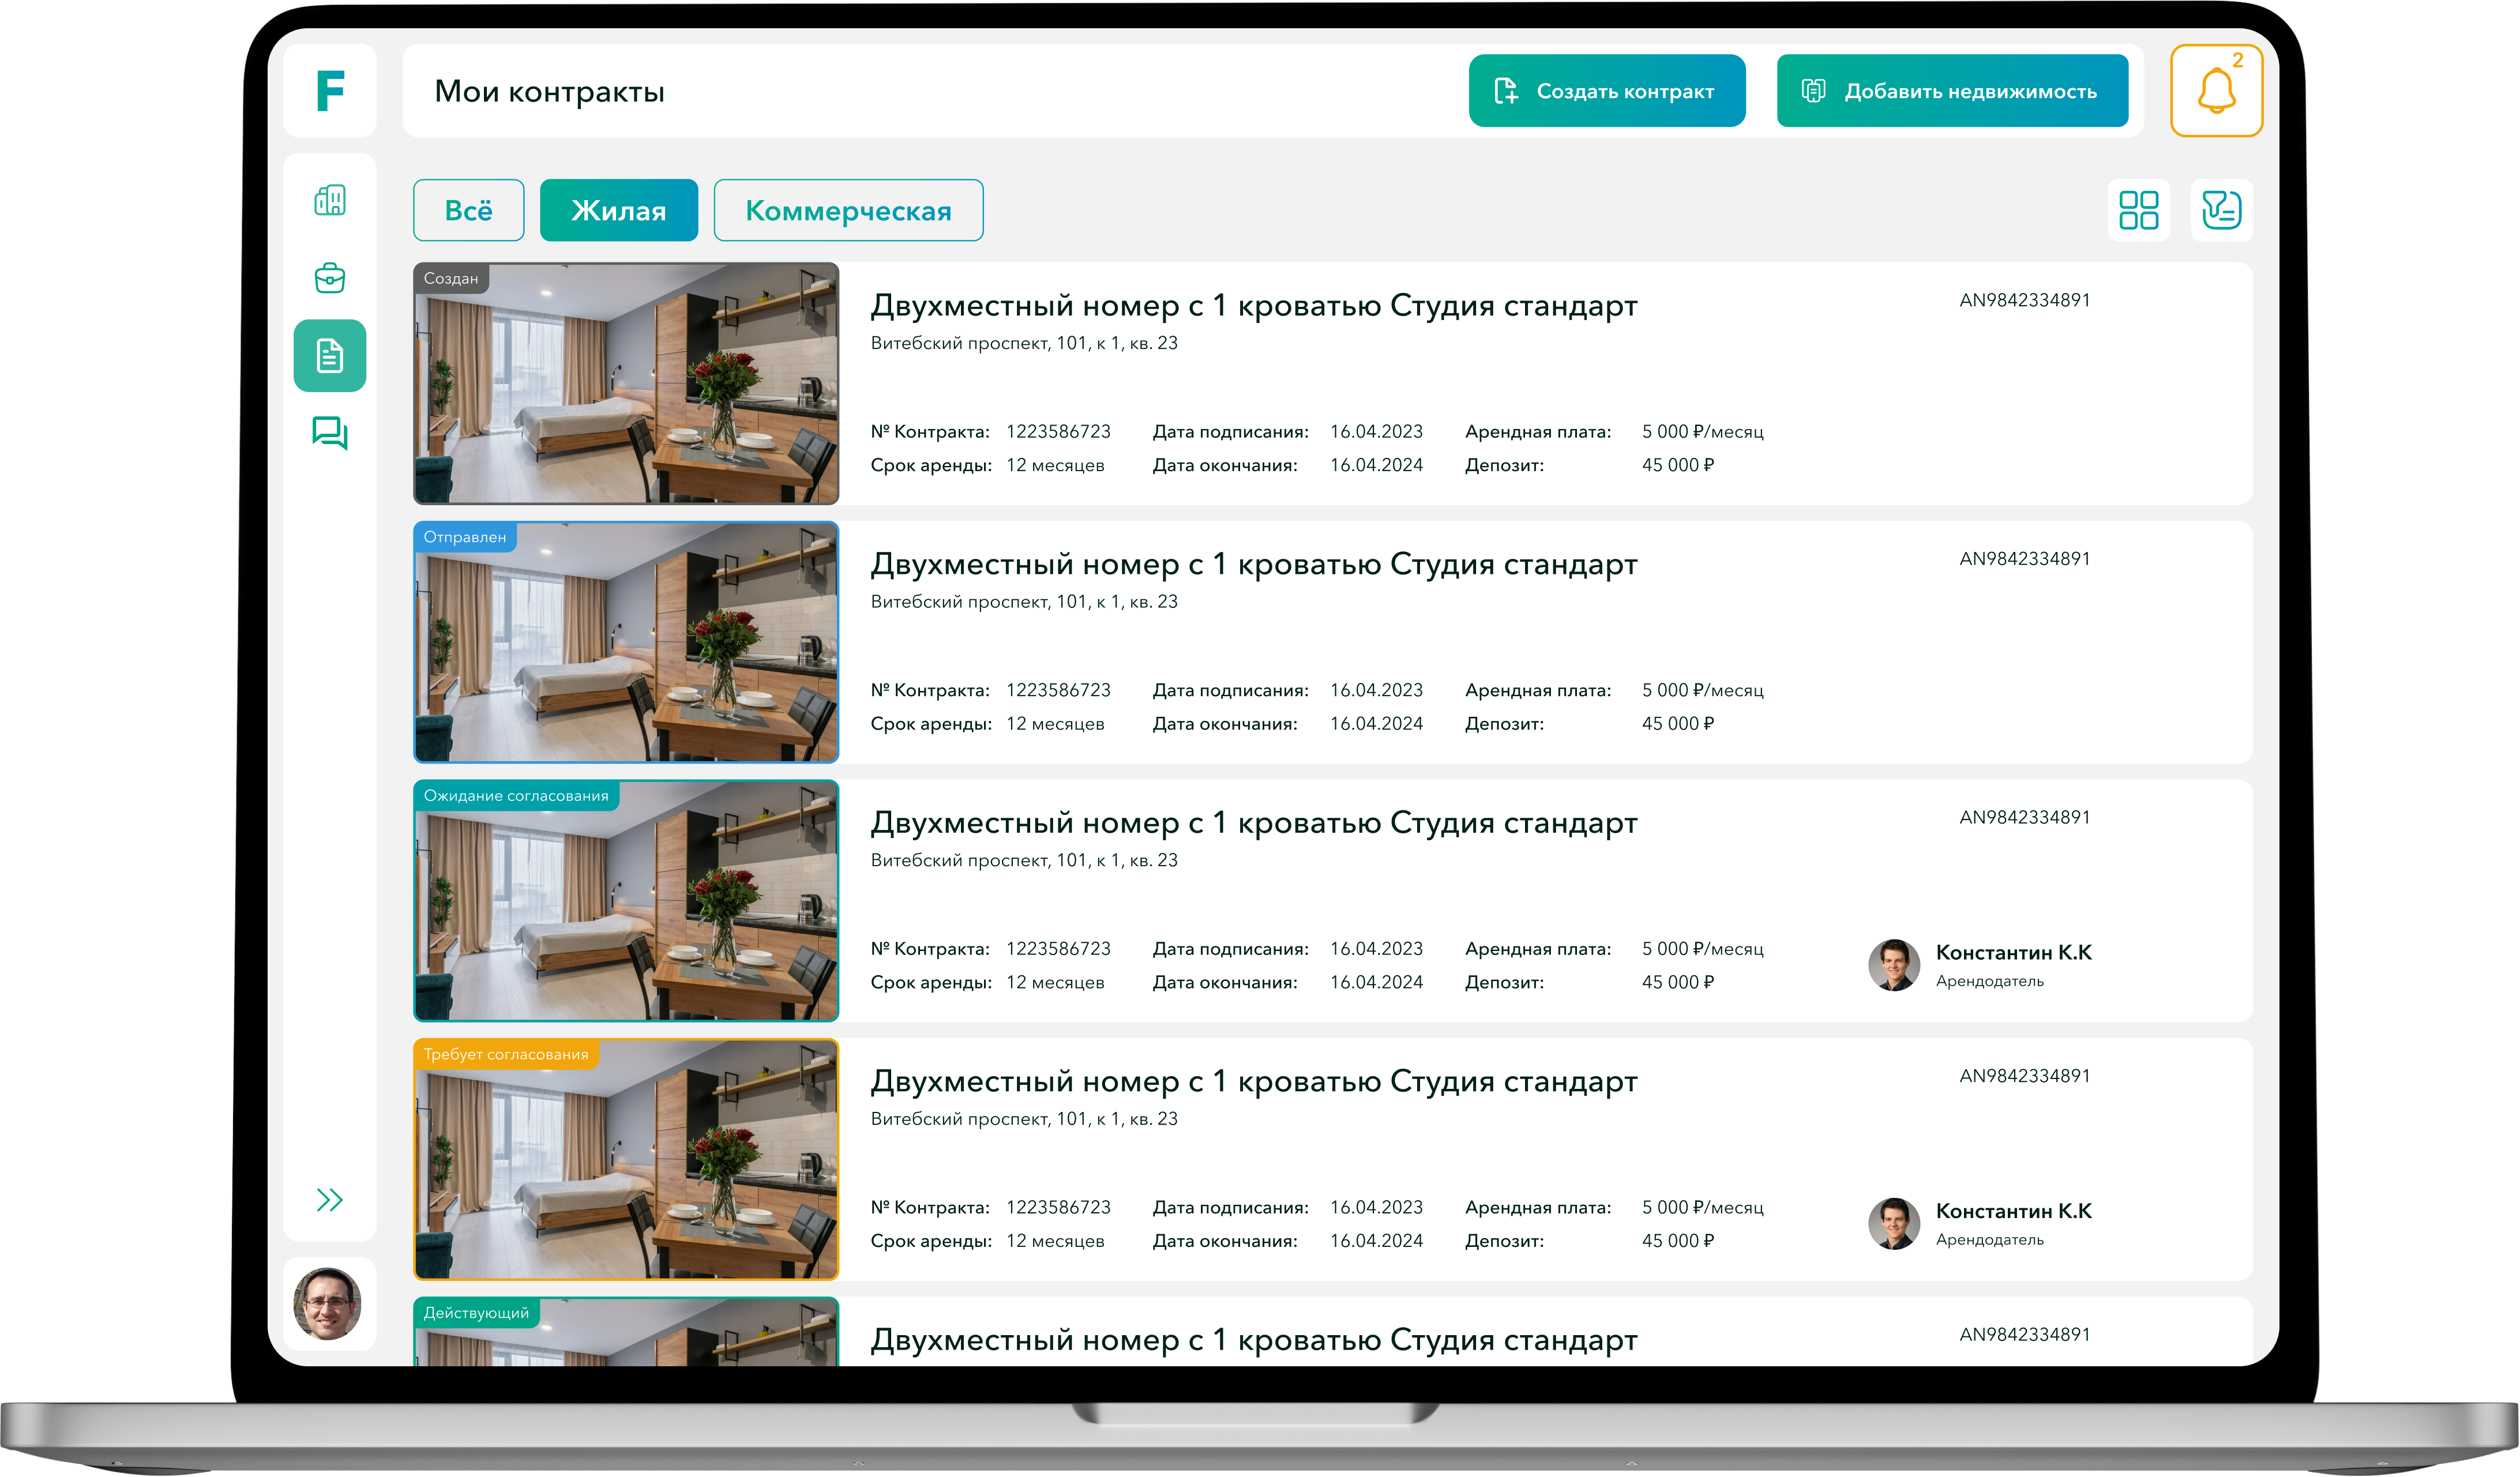 F
Мои контракты
Создать контракт
Добавить недвижимость
2
Всё
Жилая
Коммерческая
Создан
Двухместный номер с 1 кроватью Студия стандарт
AN9842334891
Витебский проспект, 101, к 1, кв. 23
№ Контракта: 1223586723 Дата подписания: 16.04.2023 Арендная плата: 5 000 ₽/месяц
Срок аренды: 12 месяцев Дата окончания: 16.04.2024 Депозит: 45 000 ₽
Отправлен
Двухместный номер с 1 кроватью Студия стандарт
AN9842334891
Витебский проспект, 101, к 1, кв. 23
№ Контракта: 1223586723 Дата подписания: 16.04.2023 Арендная плата: 5 000 ₽/месяц
Срок аренды: 12 месяцев Дата окончания: 16.04.2024 Депозит: 45 000 ₽
Ожидание согласования
Двухместный номер с 1 кроватью Студия стандарт
AN9842334891
Витебский проспект, 101, к 1, кв. 23
№ Контракта: 1223586723 Дата подписания: 16.04.2023 Арендная плата: 5 000 ₽/месяц
Срок аренды: 12 месяцев Дата окончания: 16.04.2024 Депозит: 45 000 ₽
Константин К.К
Арендодатель
Требует согласования
Двухместный номер с 1 кроватью Студия стандарт
AN9842334891
Витебский проспект, 101, к 1, кв. 23
№ Контракта: 1223586723 Дата подписания: 16.04.2023 Арендная плата: 5 000 ₽/месяц
Срок аренды: 12 месяцев Дата окончания: 16.04.2024 Депозит: 45 000 ₽
Константин К.К
Арендодатель
Действующий
Двухместный номер с 1 кроватью Студия стандарт
AN9842334891